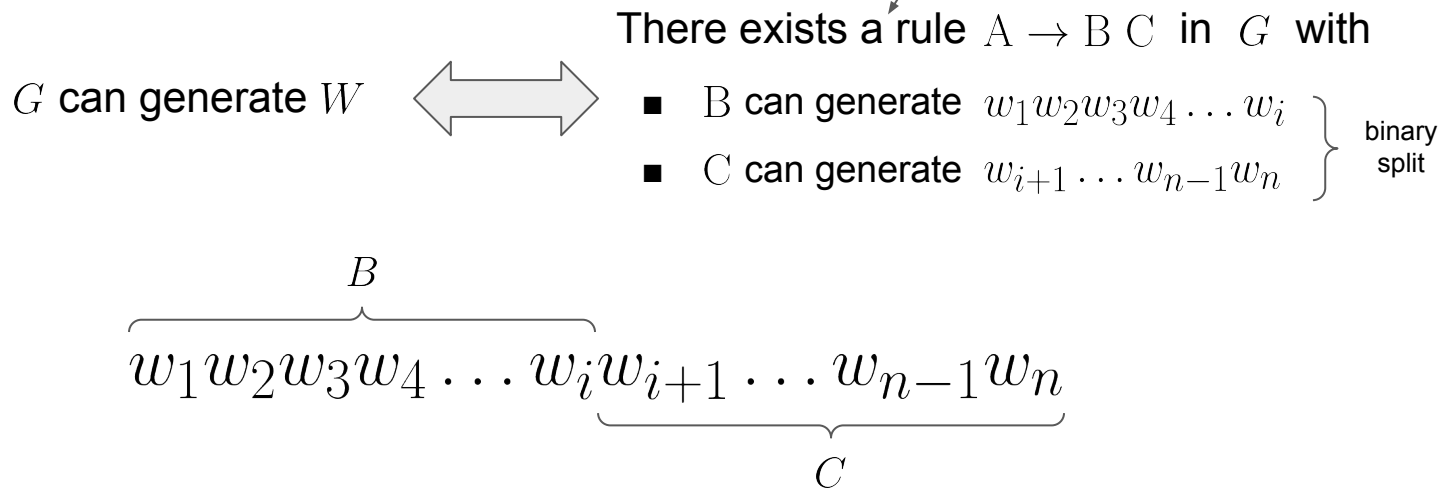 There exists a rule A → B C in G with
G can generate W
■ B can generate w₁w₂w₃w₄ … wᵢ
■ C can generate wᵢ₊₁ … wₙ₋₁wₙ
binary
split
B
w₁w₂w₃w₄ … wᵢwᵢ₊₁ … wₙ₋₁wₙ
C